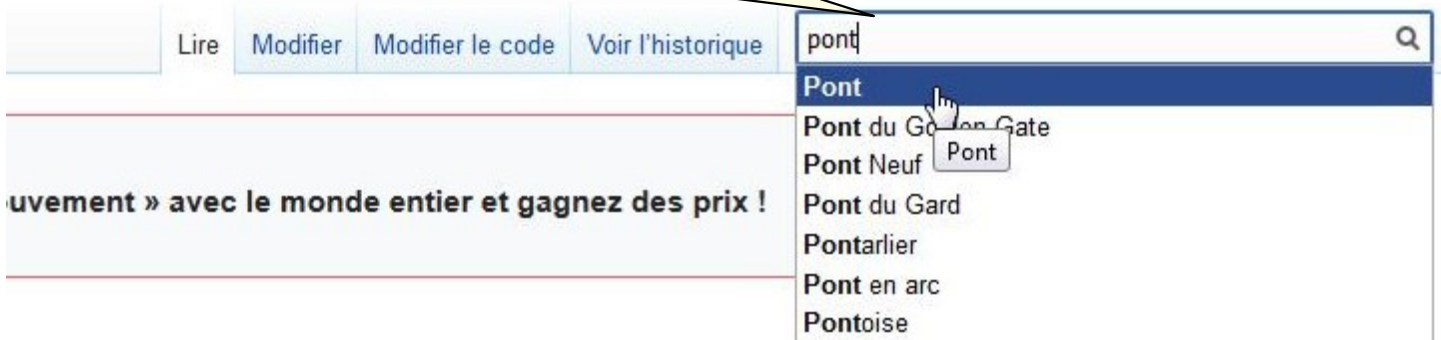 Lire Modifier Modifier le code Voir l'historique pont
Pont
Pont du Gate
Pont
Pont Neuf
Pont du Gard
uvement » avec le monde entier et gagnez des prix !
Pontarlier
Pont en arc
Pontoise